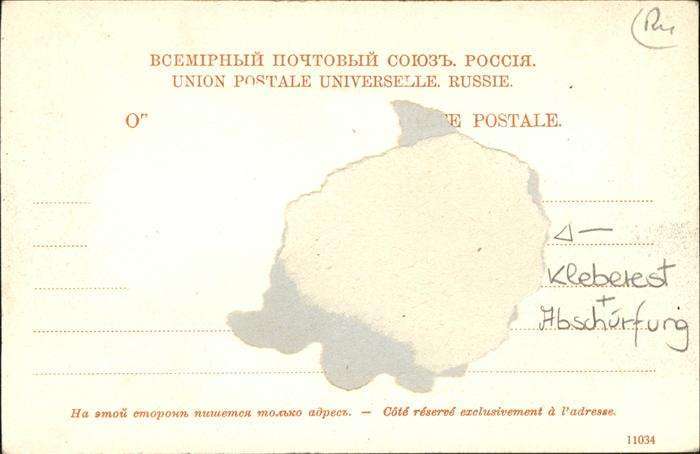 Ru
ВСЕМІРНЫЙ ПОЧТОВЫЙ СОЮЗЪ. РОССІЯ.
UNION POSTALE UNIVERSELLE. RUSSIE.
POSTALE.
Kleberest
+
Abschürfung
На этой сторонѣ пишется только адресъ. — Côté réservé exclusivement à l'adresse.
11034